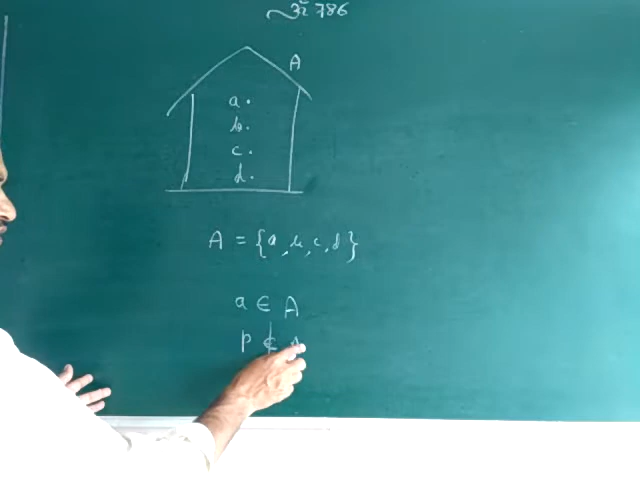 786
A
a .
b .
c .
d .
A = {a, b, c, d}
a ∈ A
p ∉ A